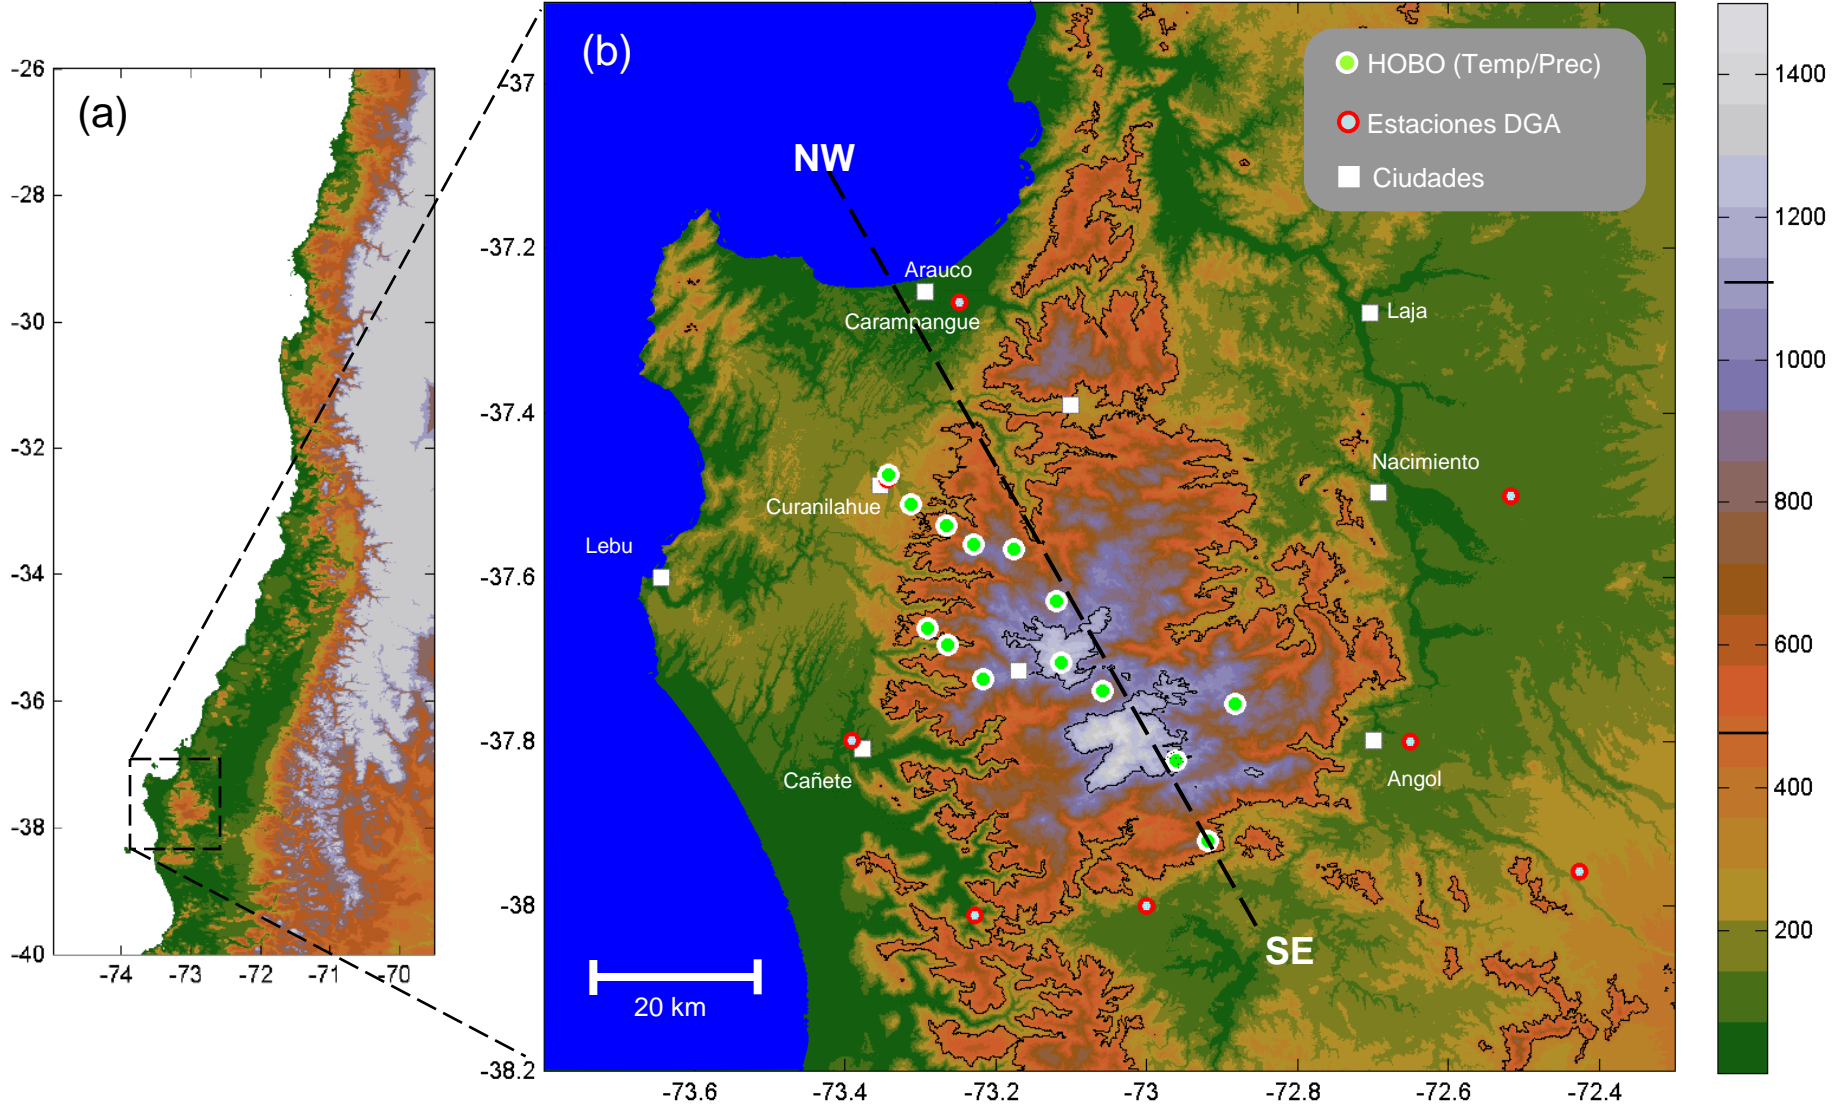 (a)
-26
-28
-30
-32
-34
-36
-38
-40
-74
-73
-72
-71
-70
(b)
HOBO (Temp/Prec)
Estaciones DGA
Ciudades
NW
Arauco
Carampangue
Laja
Nacimiento
Curanilahue
Lebu
Cañete
Angol
SE
20 km
-37
-37.2
-37.4
-37.6
-37.8
-38
-38.2
-73.6
-73.4
-73.2
-73
-72.8
-72.6
-72.4
1400
1200
1000
800
600
400
200